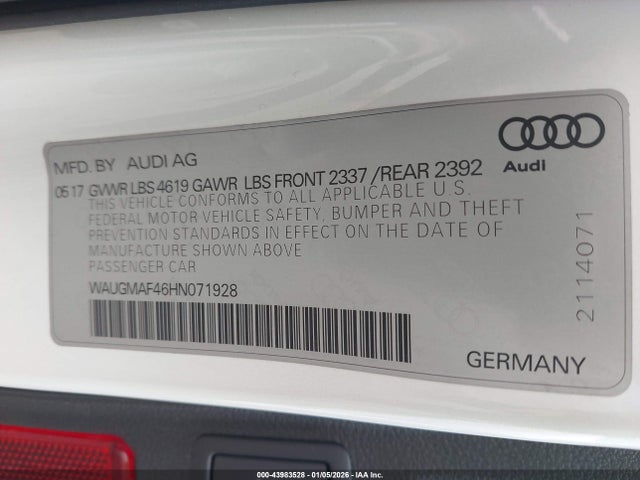 MFD. BY AUDI AG
Audi
0517 GVWR LBS 4619 GAWR LBS FRONT 2337 /REAR 2392
THIS VEHICLE CONFORMS TO ALL APPLICABLE U.S.
FEDERAL MOTOR VEHICLE SAFETY, BUMPER AND THEFT
PREVENTION STANDARDS IN EFFECT ON THE DATE OF
MANUFACTURE SHOWN ABOVE
PASSENGER CAR
WAUGMAF46HN071928
2114071
GERMANY
000-43983528 - 01/05/2026 - IAA Inc.